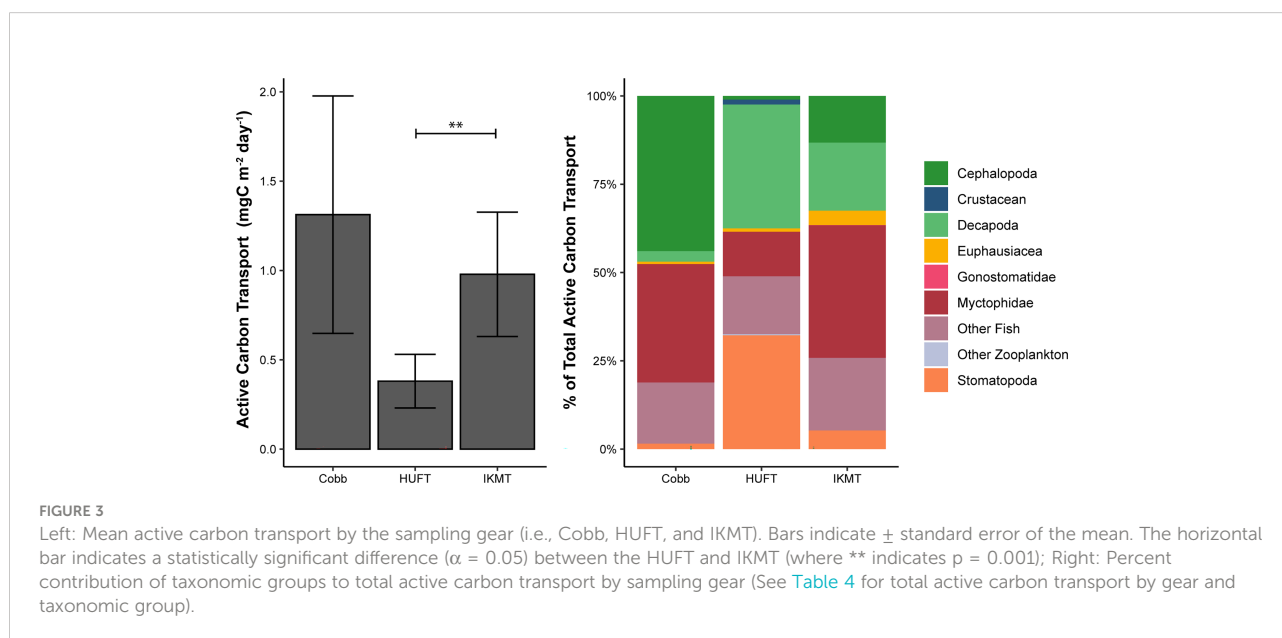 Active Carbon Transport (mgC m⁻² day⁻¹)
2.0
1.5
1.0
0.5
0.0
**
Cobb
HUFT
IKMT
% of Total Active Carbon Transport
100%
75%
50%
25%
0%
Cobb
HUFT
IKMT
Cephalopoda
Crustacean
Decapoda
Euphausiacea
Gonostomatidae
Myctophidae
Other Fish
Other Zooplankton
Stomatopoda
FIGURE 3
Left: Mean active carbon transport by the sampling gear (i.e., Cobb, HUFT, and IKMT). Bars indicate ± standard error of the mean. The horizontal
bar indicates a statistically significant difference (α = 0.05) between the HUFT and IKMT (where ** indicates p = 0.001); Right: Percent
contribution of taxonomic groups to total active carbon transport by sampling gear (See Table 4 for total active carbon transport by gear and
taxonomic group).